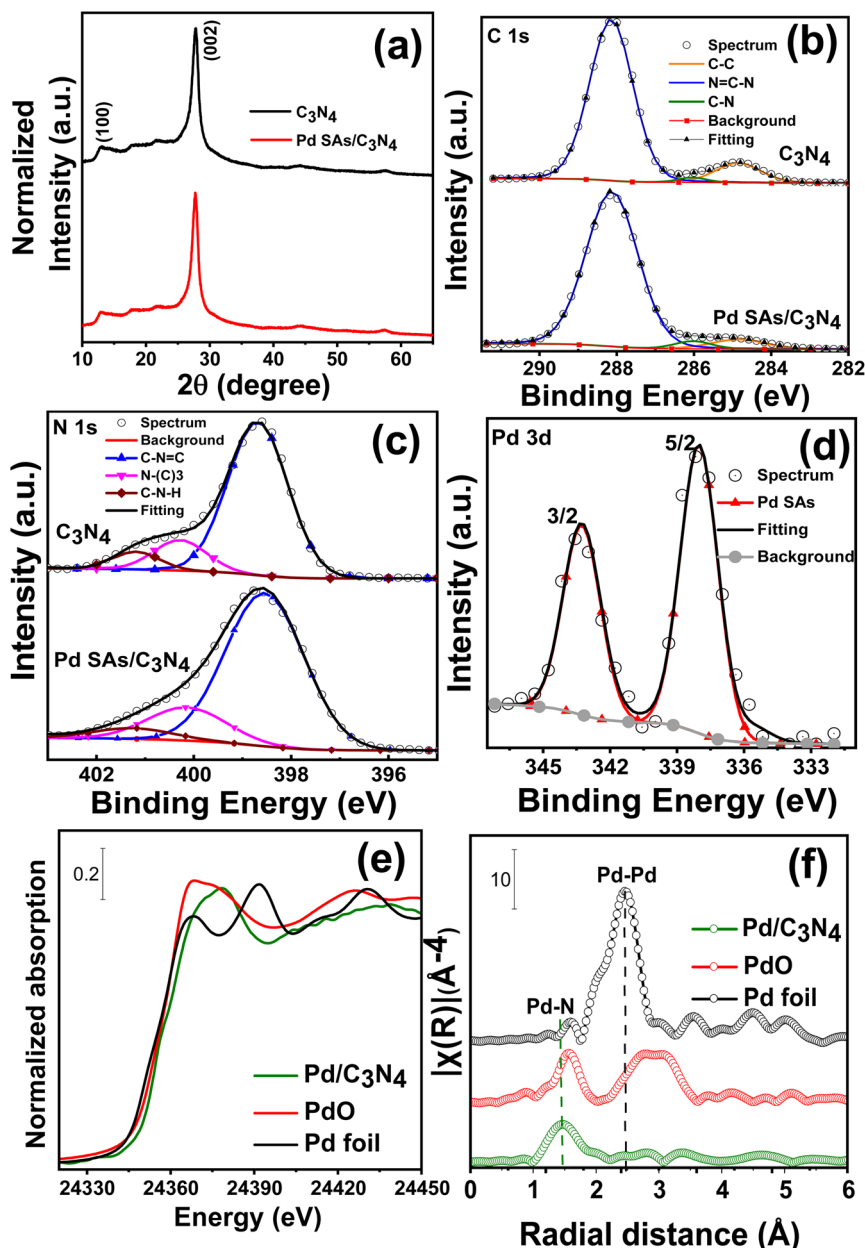 (a)
(002)
(100)
C3N4
Pd SAs/C3N4
Normalized
Intensity (a.u.)
10 20 30 40 50 60
2θ (degree)
(b)
C 1s
Spectrum
C-C
N=C-N
C-N
Background
Fitting
C3N4
Pd SAs/C3N4
Intensity (a.u.)
290 288 286 284 282
Binding Energy (eV)
(c)
N 1s
Spectrum
Background
C-N=C
N-(C)3
C-N-H
Fitting
C3N4
Pd SAs/C3N4
Intensity (a.u.)
402 400 398 396
Binding Energy (eV)
(d)
Pd 3d
5/2
3/2
Spectrum
Pd SAs
Fitting
Background
Intensity (a.u.)
345 342 339 336 333
Binding Energy (eV)
(e)
0.2
Pd/C3N4
PdO
Pd foil
Normalized absorption
24330 24360 24390 24420 24450
Energy (eV)
(f)
10
Pd-Pd
Pd-N
Pd/C3N4
PdO
Pd foil
|χ(R)|(Å-4)
0 1 2 3 4 5 6
Radial distance (Å)